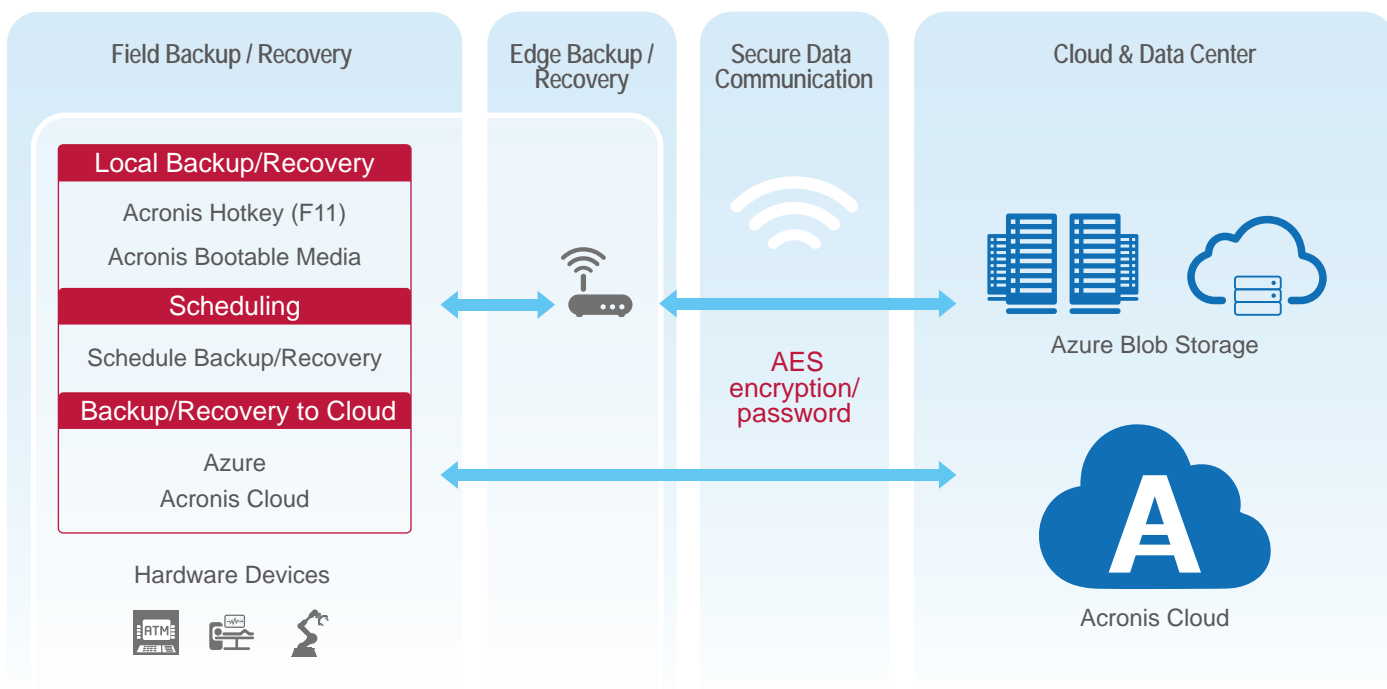 Field Backup / Recovery
Edge Backup /
Recovery
Secure Data
Communication
Cloud & Data Center
Local Backup/Recovery
Acronis Hotkey (F11)
Acronis Bootable Media
Scheduling
Schedule Backup/Recovery
Backup/Recovery to Cloud
Azure
Acronis Cloud
Hardware Devices
ATM
AES
encryption/
password
Azure Blob Storage
A
Acronis Cloud